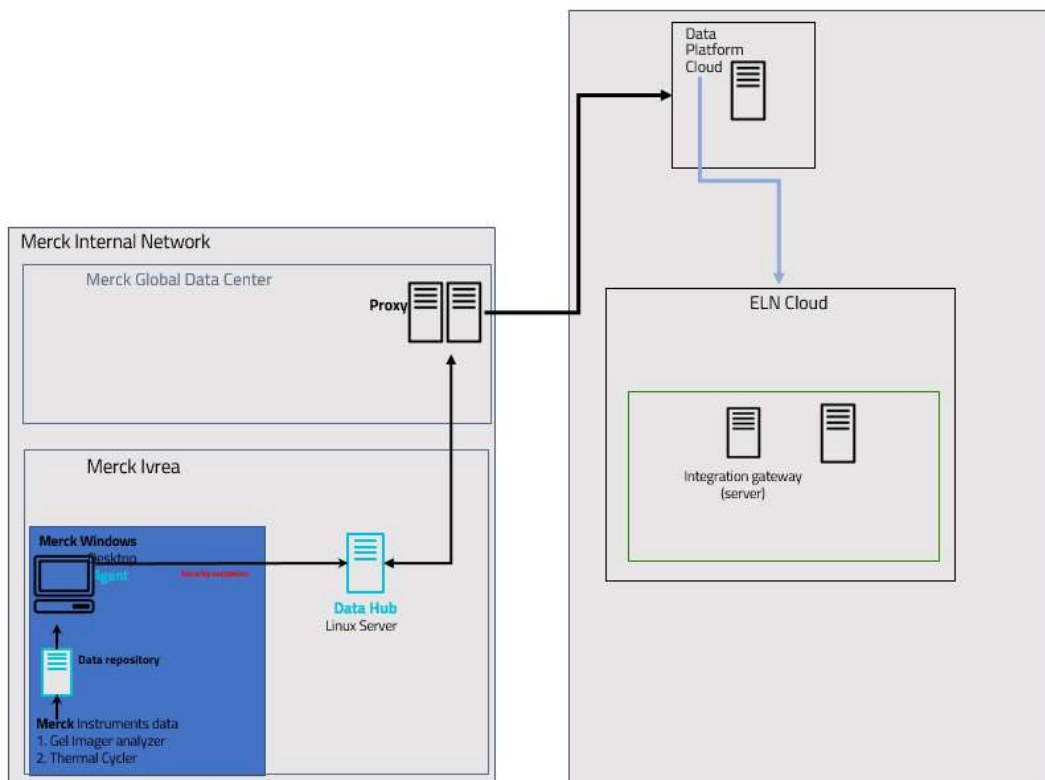 Data
Platform
Cloud
Merck Internal Network
Merck Global Data Center
Proxy
ELN Cloud
Integration gateway
(server)
Merck Ivrea
Merck Windows
Desktop
Agent
Data Hub
Linux Server
Data repository
Merck Instruments data
1. Gel Imager analyzer
2. Thermal Cycler